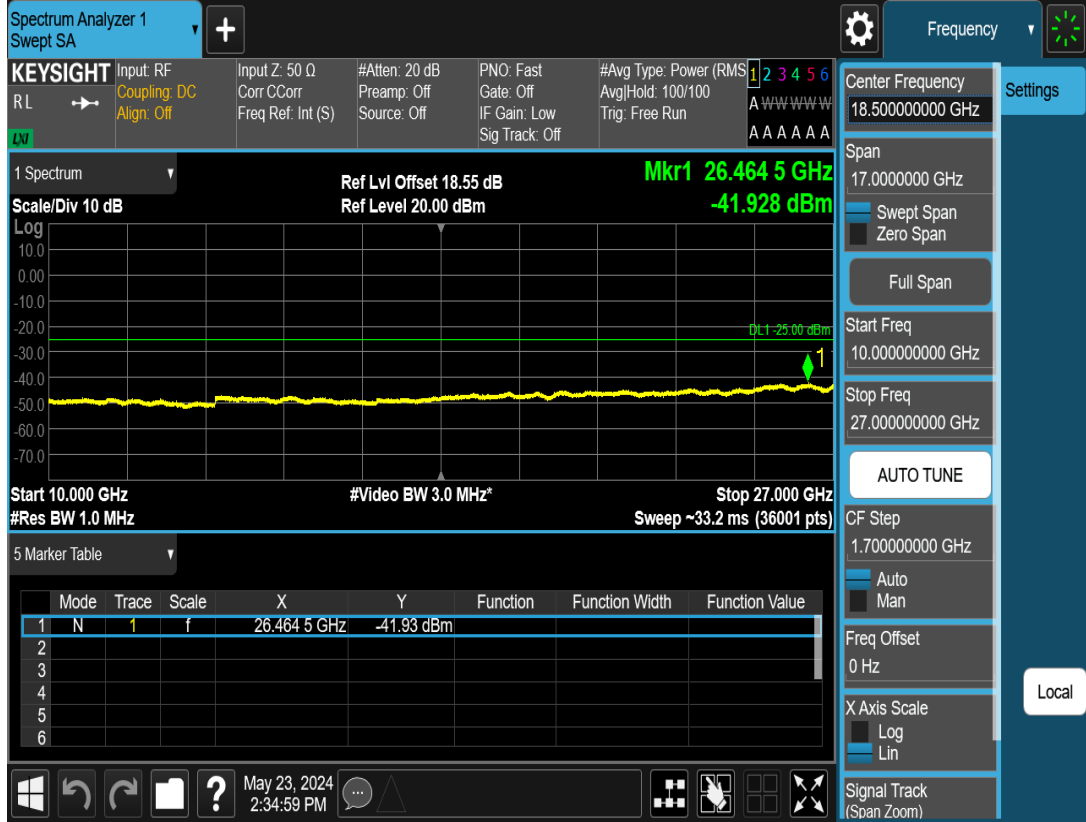 Spectrum Analyzer 1
Swept SA
+
Frequency
KEYSIGHT
RL
LXI
Input: RF
Coupling: DC
Align: Off
Input Z: 50 Ω
Corr CCorr
Freq Ref: Int (S)
#Atten: 20 dB
Preamp: Off
Source: Off
PNO: Fast
Gate: Off
IF Gain: Low
Sig Track: Off
#Avg Type: Power (RMS
Avg|Hold: 100/100
Trig: Free Run
1 2 3 4 5 6
A W W W W W
A A A A A A
1 Spectrum
Scale/Div 10 dB
Ref Lvl Offset 18.55 dB
Ref Level 20.00 dBm
Mkr1 26.464 5 GHz
-41.928 dBm
Log
10.0
0.00
-10.0
-20.0
-30.0
-40.0
-50.0
-60.0
-70.0
DL1 -25.00 dBm
1
Start 10.000 GHz
#Video BW 3.0 MHz*
Stop 27.000 GHz
#Res BW 1.0 MHz
Sweep ~33.2 ms (36001 pts)
5 Marker Table
Mode Trace Scale X Y Function Function Width Function Value
1 N 1 f 26.464 5 GHz -41.93 dBm
2
3
4
5
6
?
May 23, 2024
2:34:59 PM
Center Frequency
18.500000000 GHz
Settings
Span
17.0000000 GHz
Swept Span
Zero Span
Full Span
Start Freq
10.000000000 GHz
Stop Freq
27.000000000 GHz
AUTO TUNE
CF Step
1.700000000 GHz
Auto
Man
Freq Offset
0 Hz
Local
X Axis Scale
Log
Lin
Signal Track
(Span Zoom)